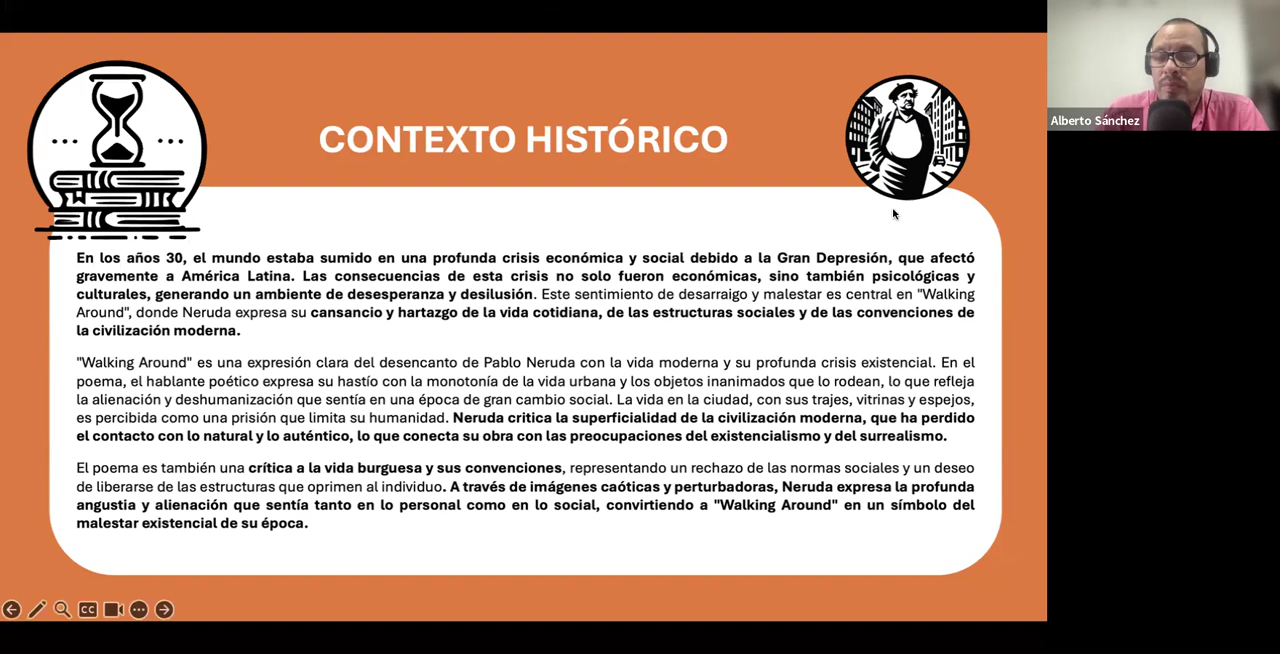 CONTEXTO HISTÓRICO
Alberto Sánchez
En los años 30, el mundo estaba sumido en una profunda crisis económica y social debido a la Gran Depresión, que afectó
gravemente a América Latina. Las consecuencias de esta crisis no solo fueron económicas, sino también psicológicas y
culturales, generando un ambiente de desesperanza y desilusión. Este sentimiento de desarraigo y malestar es central en "Walking
Around", donde Neruda expresa su cansancio y hartazgo de la vida cotidiana, de las estructuras sociales y de las convenciones de
la civilización moderna.
"Walking Around" es una expresión clara del desencanto de Pablo Neruda con la vida moderna y su profunda crisis existencial. En el
poema, el hablante poético expresa su hastío con la monotonía de la vida urbana y los objetos inanimados que lo rodean, lo que refleja
la alienación y deshumanización que sentía en una época de gran cambio social. La vida en la ciudad, con sus trajes, vitrinas y espejos,
es percibida como una prisión que limita su humanidad. Neruda critica la superficialidad de la civilización moderna, que ha perdido
el contacto con lo natural y lo auténtico, lo que conecta su obra con las preocupaciones del existencialismo y del surrealismo.
El poema es también una crítica a la vida burguesa y sus convenciones, representando un rechazo de las normas sociales y un deseo
de liberarse de las estructuras que oprimen al individuo. A través de imágenes caóticas y perturbadoras, Neruda expresa la profunda
angustia y alienación que sentía tanto en lo personal como en lo social, convirtiendo a "Walking Around" en un símbolo del
malestar existencial de su época.
CC